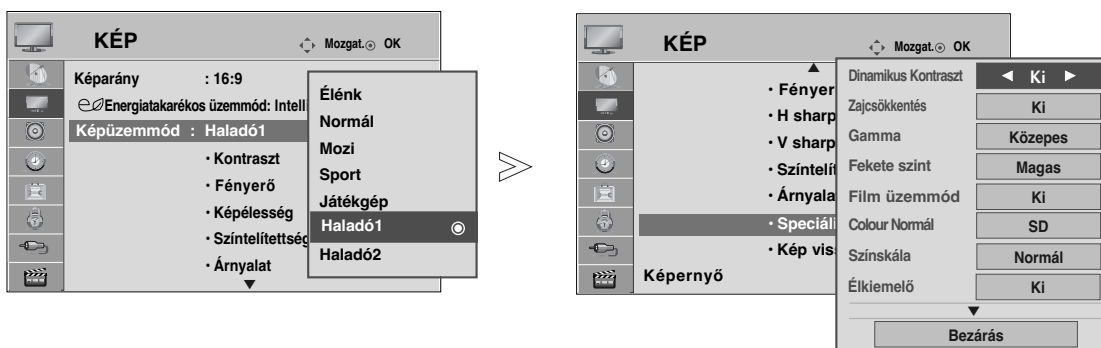 KÉP
Mozgat. OK
Képarány : 16:9
Energiatakarékos üzemmód: Intelli
Képüzemmód : Haladó1
• Kontraszt
• Fényerő
• Képélesség
• Színtelítettség
• Árnyalat
Élénk
Normál
Mozi
Sport
Játékgép
Haladó1
Haladó2
KÉP
Mozgat. OK
• Fényer
• H sharp
• V sharp
• Színtelít
• Árnyala
• Speciáli
• Kép vis
Képernyő
Dinamikus Kontraszt ◄ Ki ►
Zajcsökkentés Ki
Gamma Közepes
Fekete szint Magas
Film üzemmód Ki
Colour Normál SD
Színskála Normál
Élkiemelő Ki
Bezárás